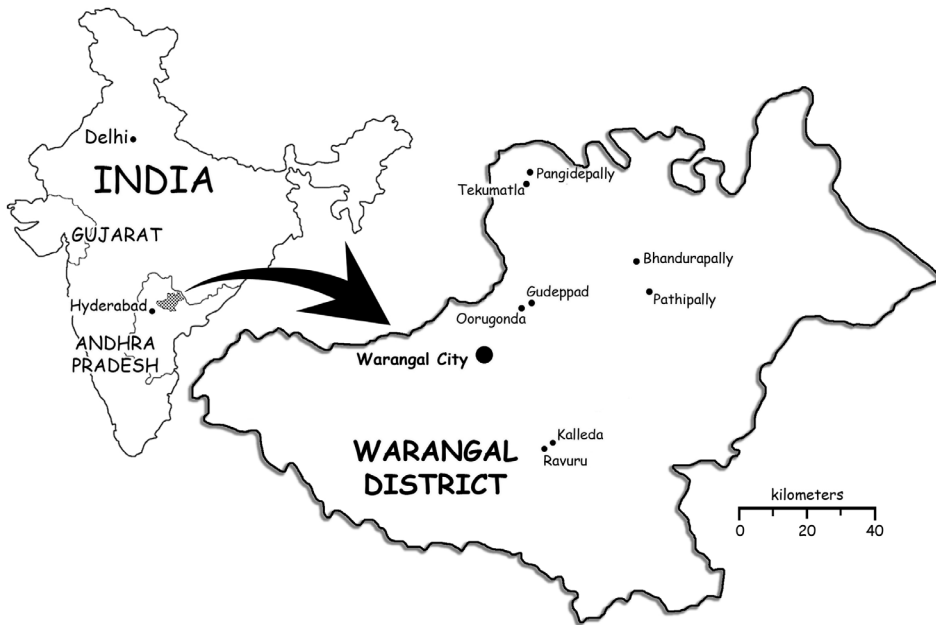 Delhi
INDIA
GUJARAT
Hyderabad
ANDHRA
PRADESH
Pangidepally
Tekumatla
Bhandurapally
Pathipally
Gudeppad
Oorugonda
Warangal City
Kalleda
Ravuru
WARANGAL
DISTRICT
kilometers
0 20 40